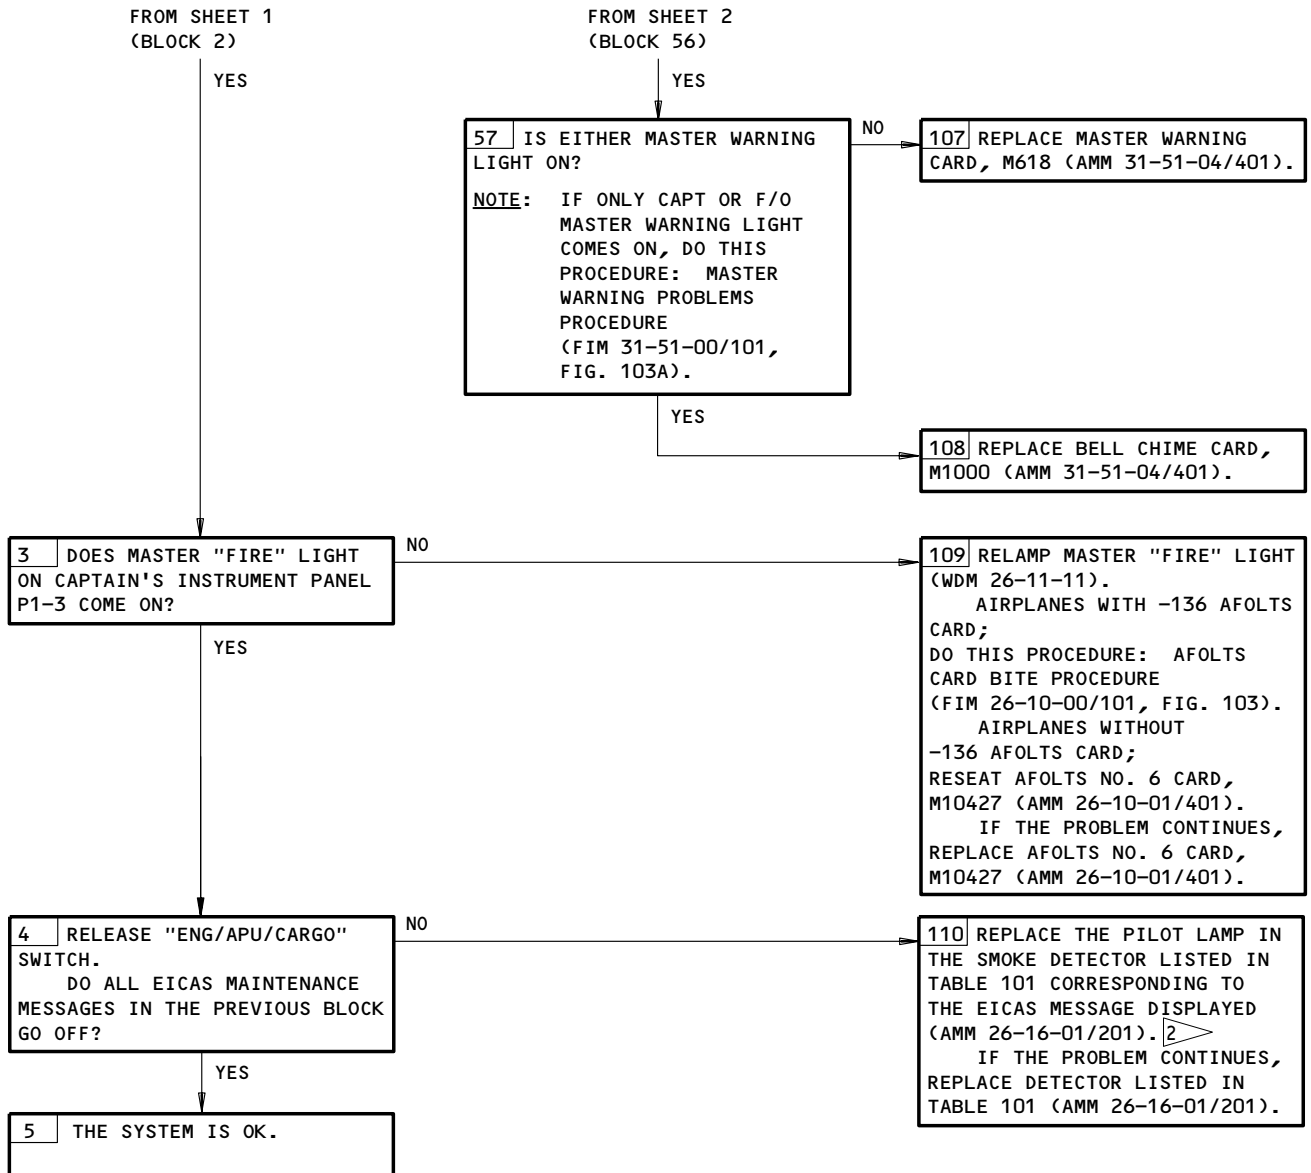 FROM SHEET 1
(BLOCK 2)
YES
FROM SHEET 2
(BLOCK 56)
YES
57 IS EITHER MASTER WARNING
LIGHT ON?
NOTE: IF ONLY CAPT OR F/O
MASTER WARNING LIGHT
COMES ON, DO THIS
PROCEDURE: MASTER
WARNING PROBLEMS
PROCEDURE
(FIM 31-51-00/101,
FIG. 103A).
NO
107 REPLACE MASTER WARNING
CARD, M618 (AMM 31-51-04/401).
YES
108 REPLACE BELL CHIME CARD,
M1000 (AMM 31-51-04/401).
3 DOES MASTER "FIRE" LIGHT
ON CAPTAIN'S INSTRUMENT PANEL
P1-3 COME ON?
NO
109 RELAMP MASTER "FIRE" LIGHT
(WDM 26-11-11).
AIRPLANES WITH -136 AFOLTS
CARD;
DO THIS PROCEDURE: AFOLTS
CARD BITE PROCEDURE
(FIM 26-10-00/101, FIG. 103).
AIRPLANES WITHOUT
-136 AFOLTS CARD;
RESEAT AFOLTS NO. 6 CARD,
M10427 (AMM 26-10-01/401).
IF THE PROBLEM CONTINUES,
REPLACE AFOLTS NO. 6 CARD,
M10427 (AMM 26-10-01/401).
YES
4 RELEASE "ENG/APU/CARGO"
SWITCH.
DO ALL EICAS MAINTENANCE
MESSAGES IN THE PREVIOUS BLOCK
GO OFF?
NO
110 REPLACE THE PILOT LAMP IN
THE SMOKE DETECTOR LISTED IN
TABLE 101 CORRESPONDING TO
THE EICAS MESSAGE DISPLAYED
(AMM 26-16-01/201). 2
IF THE PROBLEM CONTINUES,
REPLACE DETECTOR LISTED IN
TABLE 101 (AMM 26-16-01/201).
YES
5 THE SYSTEM IS OK.